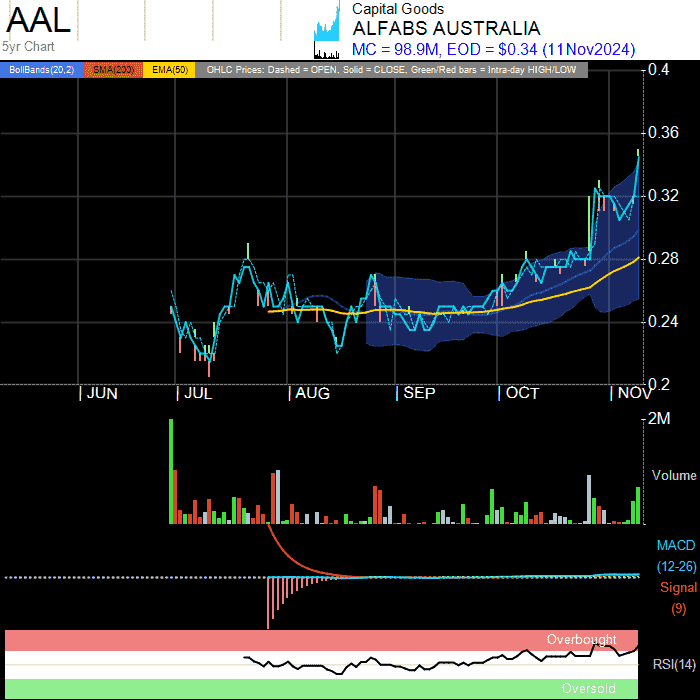 AAL
5yr Chart
Capital Goods
ALFABS AUSTRALIA
MC = 98.9M, EOD = $0.34 (11Nov2024)
BollBands(20,2) SMA(200) EMA(50) OHLC Prices: Dashed = OPEN, Solid = CLOSE, Green/Red bars = Intra-day HIGH/LOW
0.4
0.36
0.32
0.28
0.24
0.2
JUN JUL AUG SEP OCT NOV
2M
Volume
MACD
(12-26)
Signal
(9)
Overbought
RSI(14)
Oversold